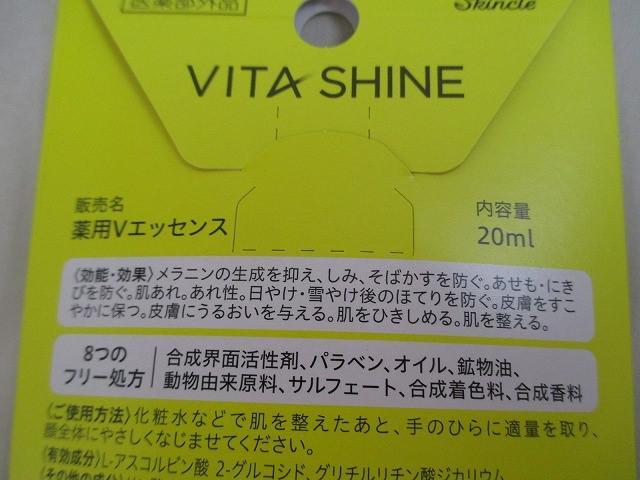 医薬部外品
Skincle
VITA SHINE
販売名
薬用Vエッセンス
内容量
20ml
〈効能・効果〉メラニンの生成を抑え、しみ、そばかすを防ぐ。あせも・にき
びを防ぐ。肌あれ。あれ性。日やけ・雪やけ後のほてりを防ぐ。皮膚をすこ
やかに保つ。皮膚にうるおいを与える。肌をひきしめる。肌を整える。
8つの
フリー処方
合成界面活性剤、パラベン、オイル、鉱物油、
動物由来原料、サルフェート、合成着色料、合成香料
〈ご使用方法〉化粧水などで肌を整えたあと、手のひらに適量を取り、
顔全体にやさしくなじませてください。
〈有効成分〉L-アスコルビン酸 2-グルコシド、グリチルリチン酸ジカリウム
〈その他の成分〉